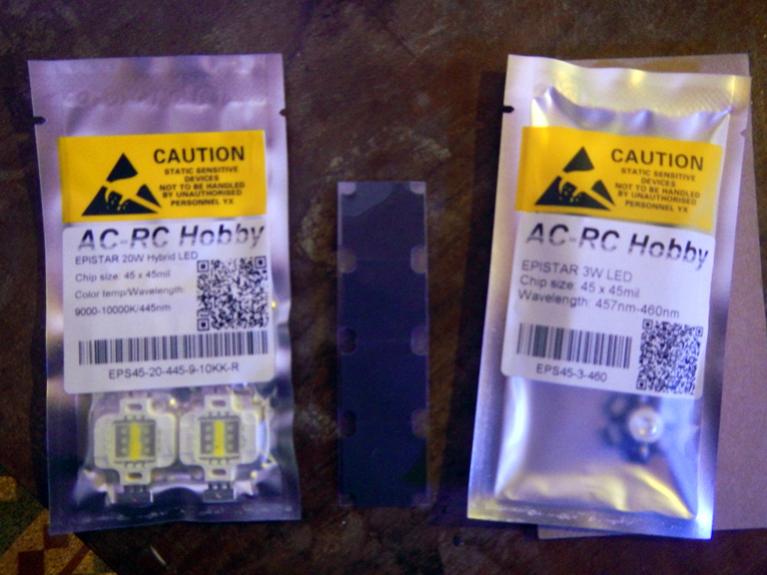 CAUTION
STATIC SENSITIVE
DEVICES
NOT TO BE HANDLED
BY UNAUTHORISED
PERSONNEL YX
AC-RC Hobby
EPISTAR 20W Hybrid LED
Chip size: 45 x 45mil
Color temp/Wavelength:
9000-10000K/445nm
EPS45-20-445-9-10KK-R
CAUTION
STATIC SENSITIVE
DEVICES
NOT TO BE HANDLED
BY UNAUTHORISED
PERSONNEL YX
AC-RC Hobby
EPISTAR 3W LED
Chip size: 45 x 45mil
Wavelength: 457nm-460nm
EPS45-3-460